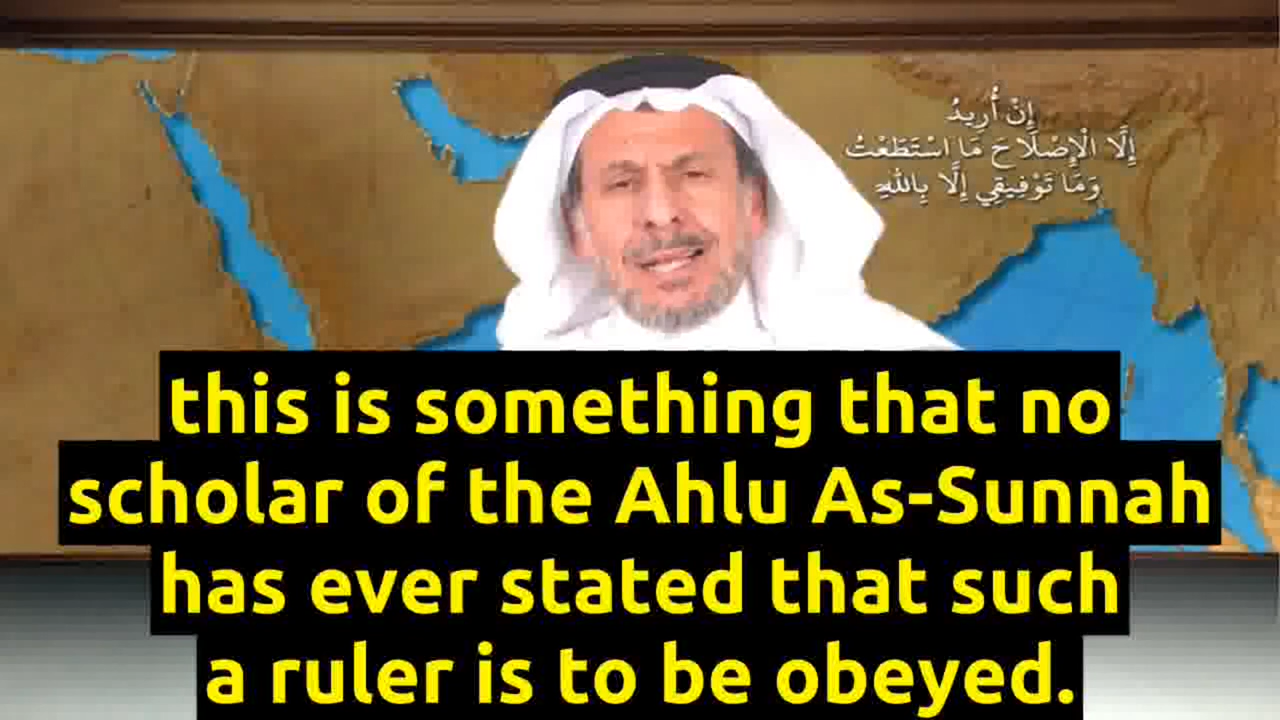 إِنْ أُرِيدُ
إِلَّا الْإِصْلَاحَ مَا اسْتَطَعْتُ
وَمَا تَوْفِيقِي إِلَّا بِاللَّهِ
this is something that no
scholar of the Ahlu As-Sunnah
has ever stated that such
a ruler is to be obeyed.